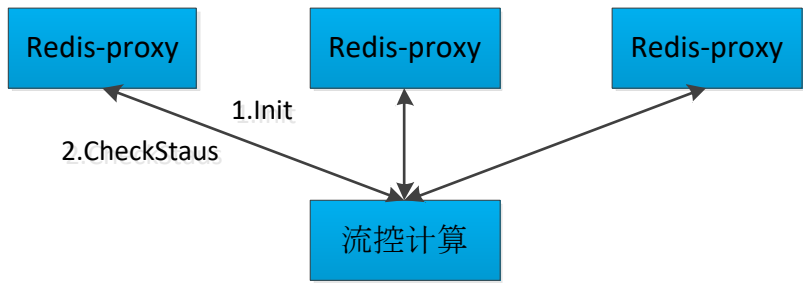 Redis-proxy
Redis-proxy
Redis-proxy
1.Init
2.CheckStaus
流控计算